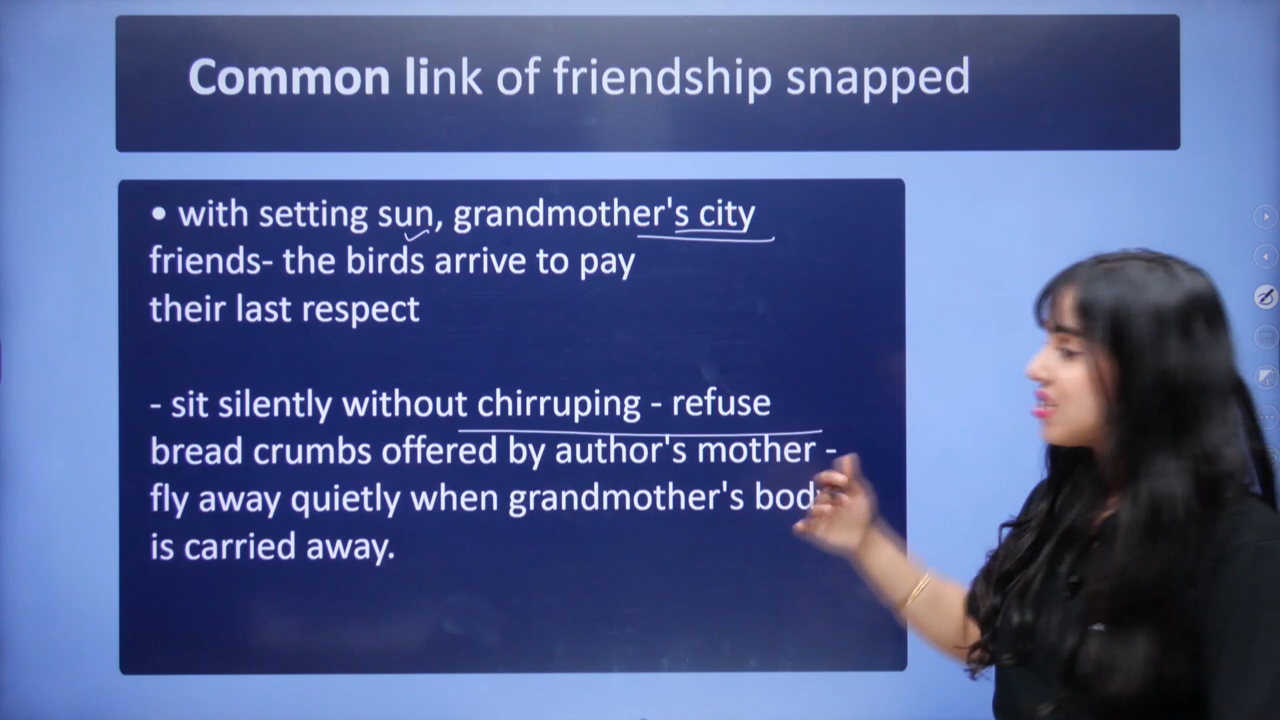 Common link of friendship snapped
• with setting sun, grandmother's city
friends- the birds arrive to pay
their last respect
- sit silently without chirruping - refuse
bread crumbs offered by author's mother -
fly away quietly when grandmother's body
is carried away.